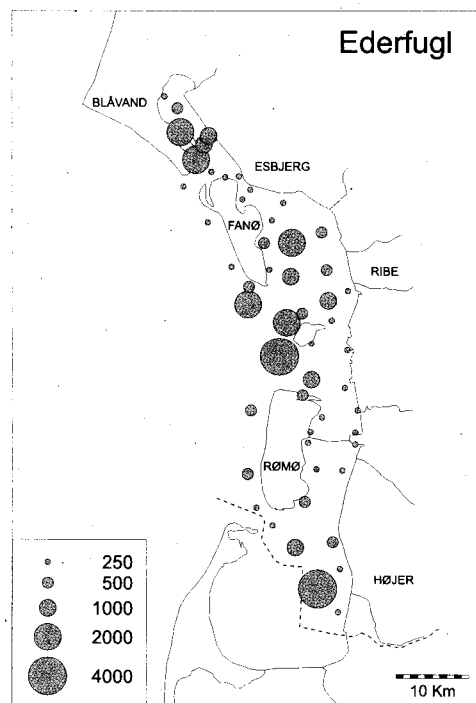 Ederfugl
BLÅVAND
ESBJERG
FANØ
RIBE
RØMØ
HØJER
250
500
1000
2000
4000
10 Km